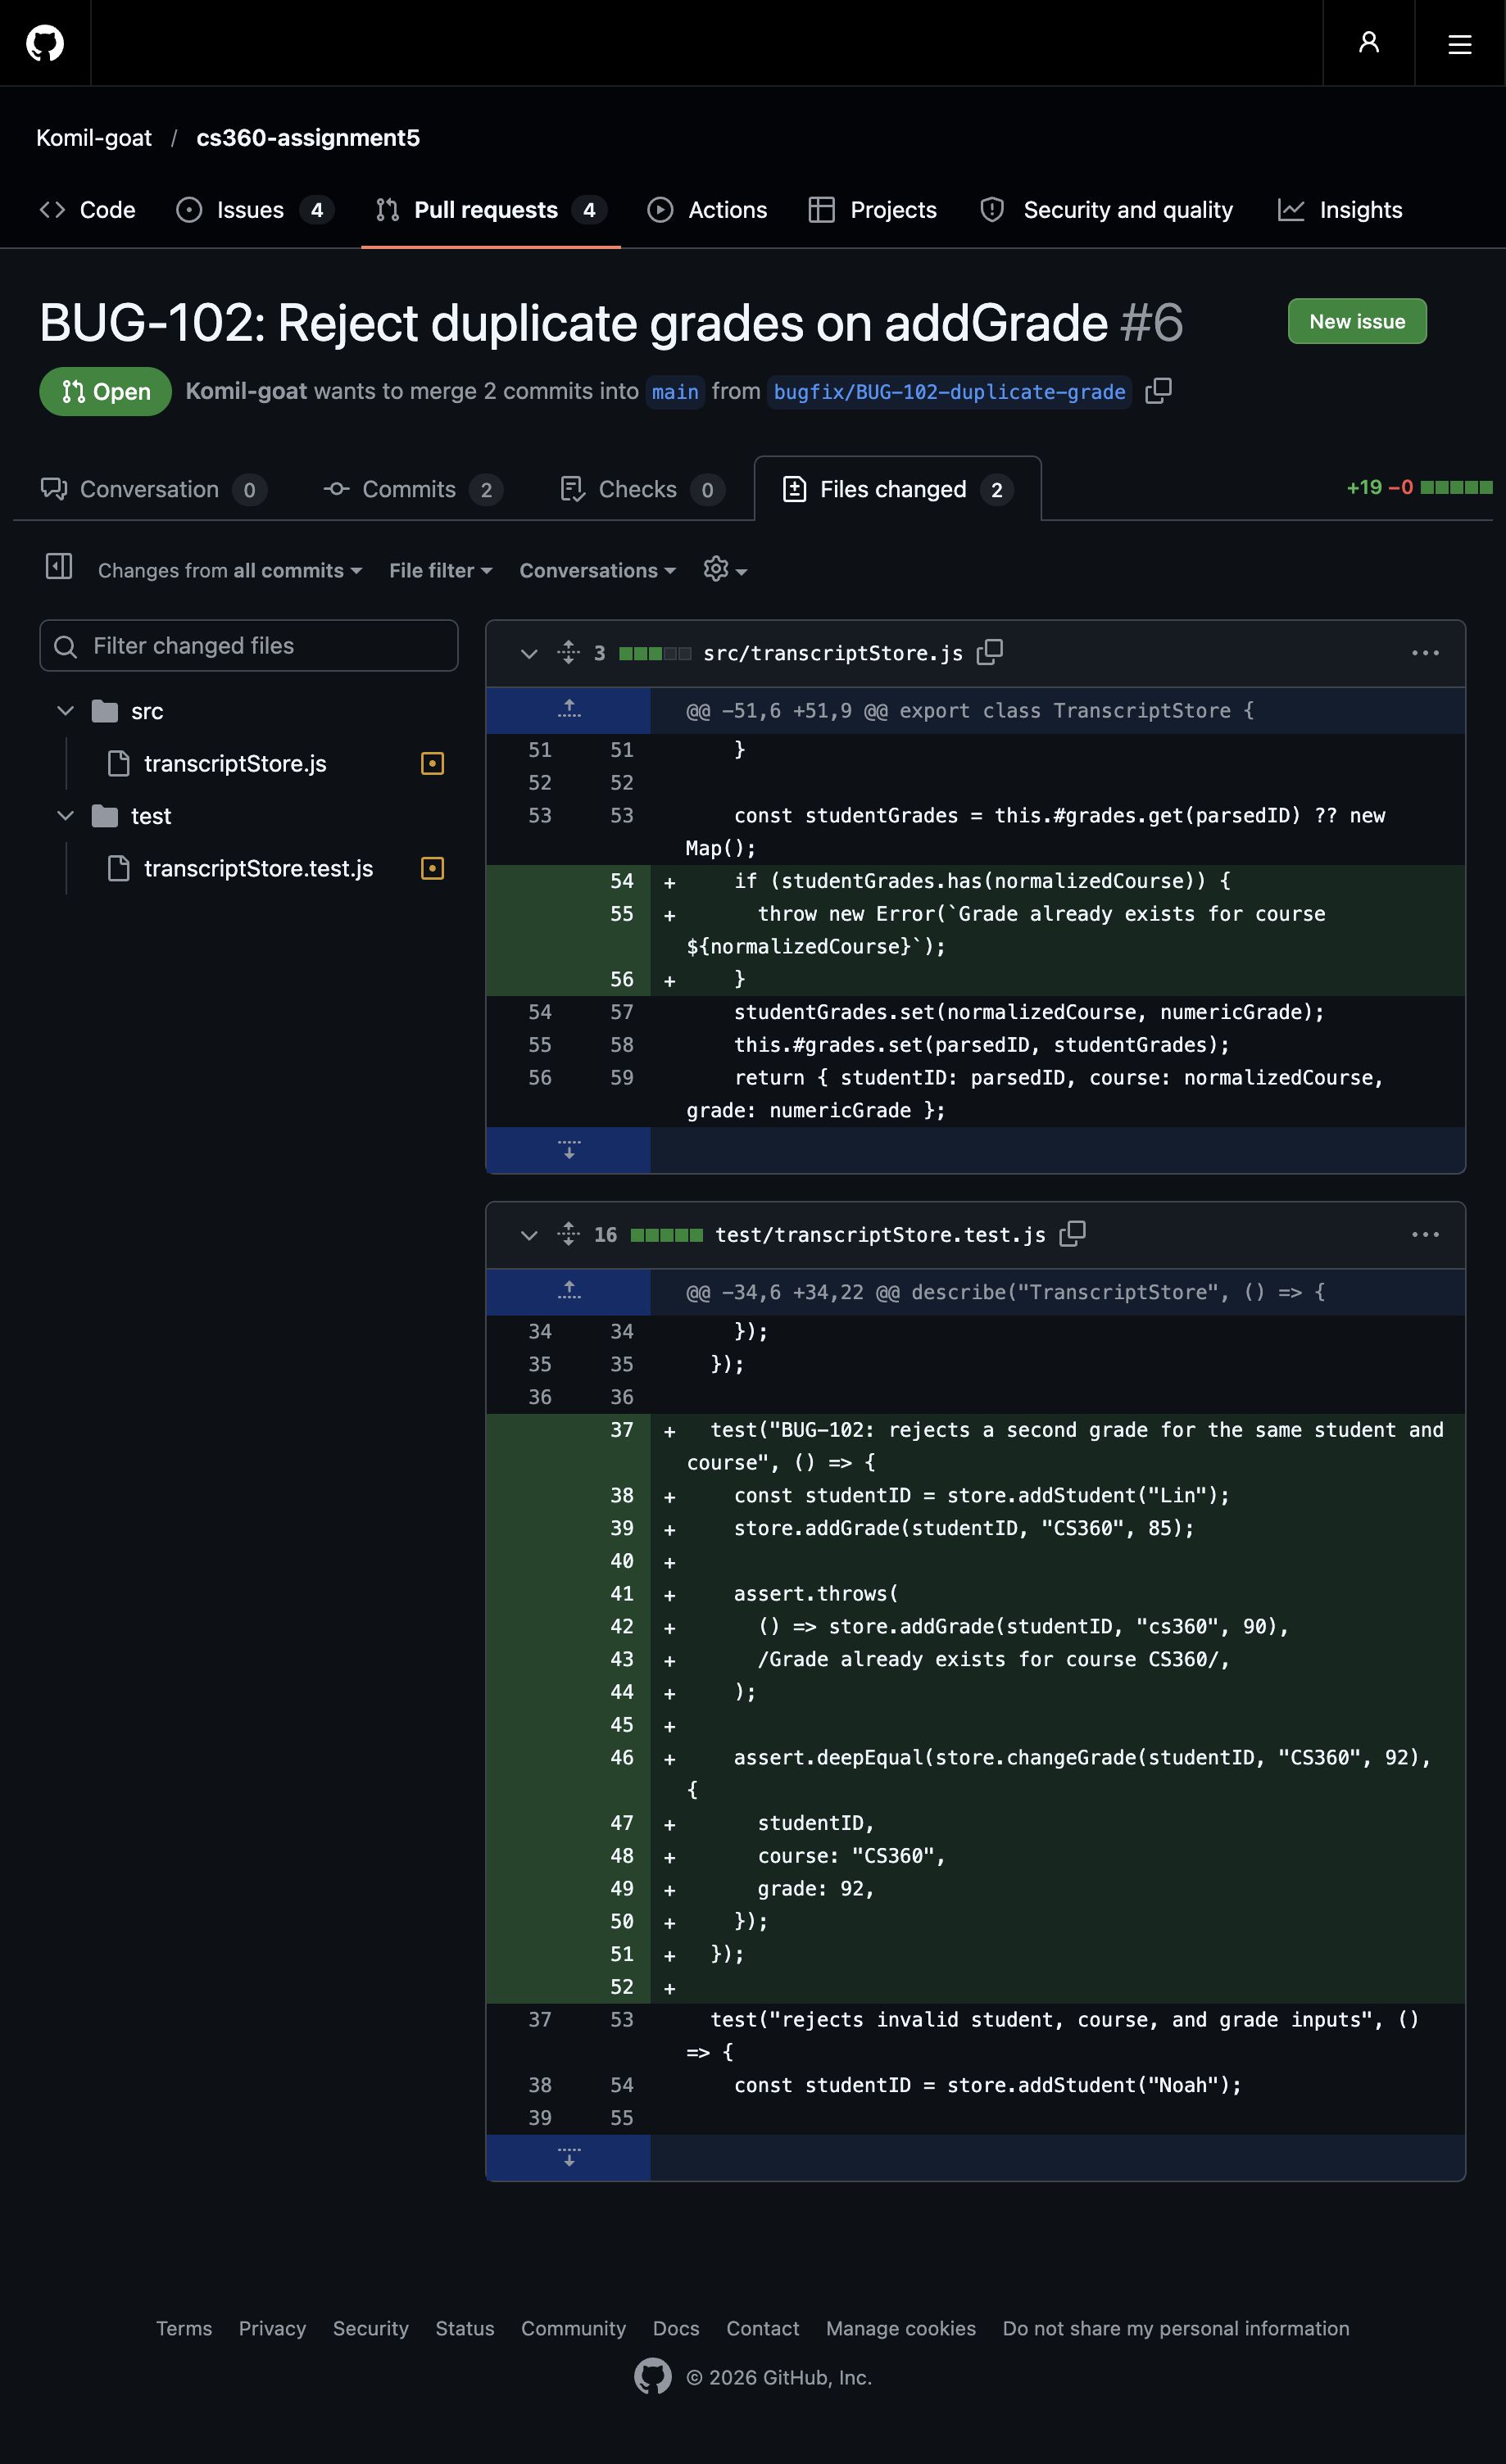 Komil-goat / cs360-assignment5
Code Issues 4 Pull requests 4 Actions Projects Security and quality Insights
BUG-102: Reject duplicate grades on addGrade #6
New issue
Open Komil-goat wants to merge 2 commits into main from bugfix/BUG-102-duplicate-grade
Conversation 0 Commits 2 Checks 0 Files changed 2 +19 −0
Changes from all commits File filter Conversations
Filter changed files
src
transcriptStore.js
test
transcriptStore.test.js
3 src/transcriptStore.js
@@ -51,6 +51,9 @@ export class TranscriptStore {
51 51 }
52 52
53 53 const studentGrades = this.#grades.get(parsedID) ?? new
Map();
54 + if (studentGrades.has(normalizedCourse)) {
55 + throw new Error(`Grade already exists for course
${normalizedCourse}`);
56 + }
54 57 studentGrades.set(normalizedCourse, numericGrade);
55 58 this.#grades.set(parsedID, studentGrades);
56 59 return { studentID: parsedID, course: normalizedCourse,
grade: numericGrade };
16 test/transcriptStore.test.js
@@ -34,6 +34,22 @@ describe("TranscriptStore", () => {
34 34 });
35 35 });
36 36
37 + test("BUG-102: rejects a second grade for the same student and
course", () => {
38 + const studentID = store.addStudent("Lin");
39 + store.addGrade(studentID, "CS360", 85);
40 +
41 + assert.throws(
42 + () => store.addGrade(studentID, "cs360", 90),
43 + /Grade already exists for course CS360/,
44 + );
45 +
46 + assert.deepEqual(store.changeGrade(studentID, "CS360", 92),
{
47 + studentID,
48 + course: "CS360",
49 + grade: 92,
50 + });
51 + });
52 +
37 53 test("rejects invalid student, course, and grade inputs", ()
=> {
38 54 const studentID = store.addStudent("Noah");
39 55
Terms Privacy Security Status Community Docs Contact Manage cookies Do not share my personal information
© 2026 GitHub, Inc.